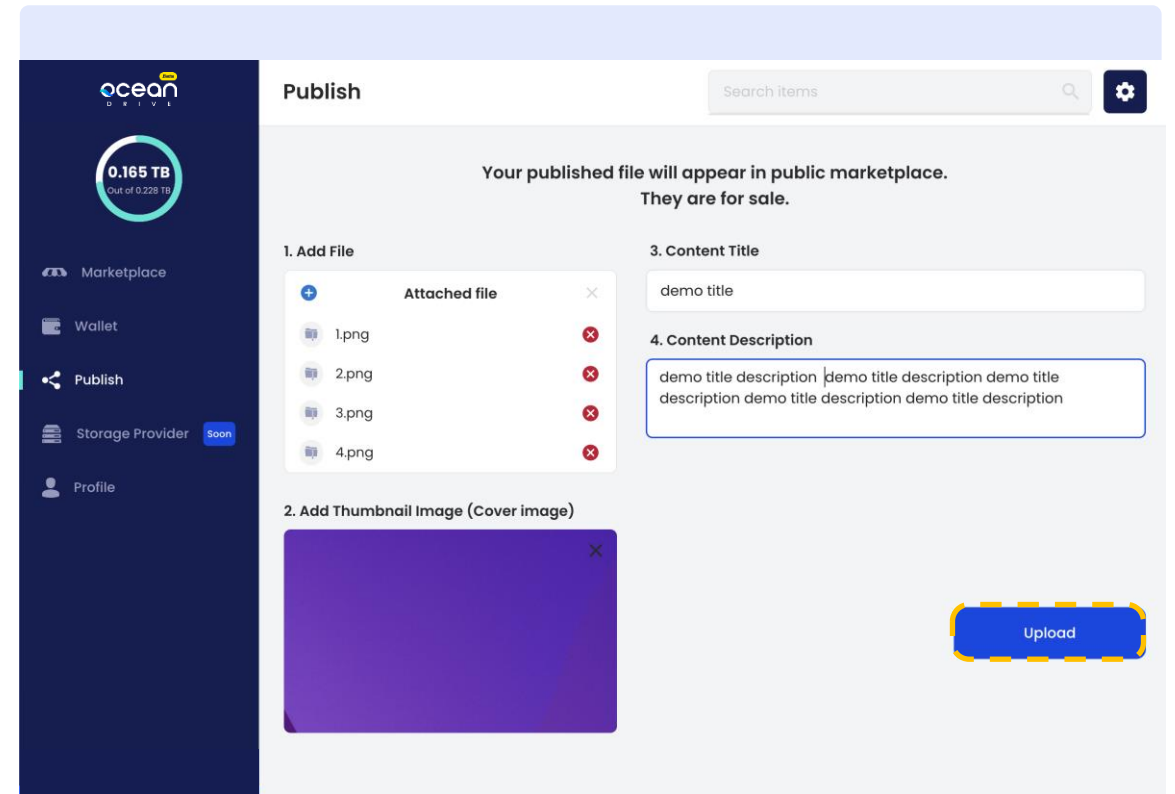 Beta
ocean
DRIVE
0.165 TB
Out of 0.228 TB
Marketplace
Wallet
Publish
Storage Provider
Soon
Profile
Publish
Search items
Your published file will appear in public marketplace.
They are for sale.
1. Add File
Attached file
1.png
2.png
3.png
4.png
2. Add Thumbnail Image (Cover image)
3. Content Title
demo title
4. Content Description
demo title description demo title description demo title
description demo title description demo title description
Upload